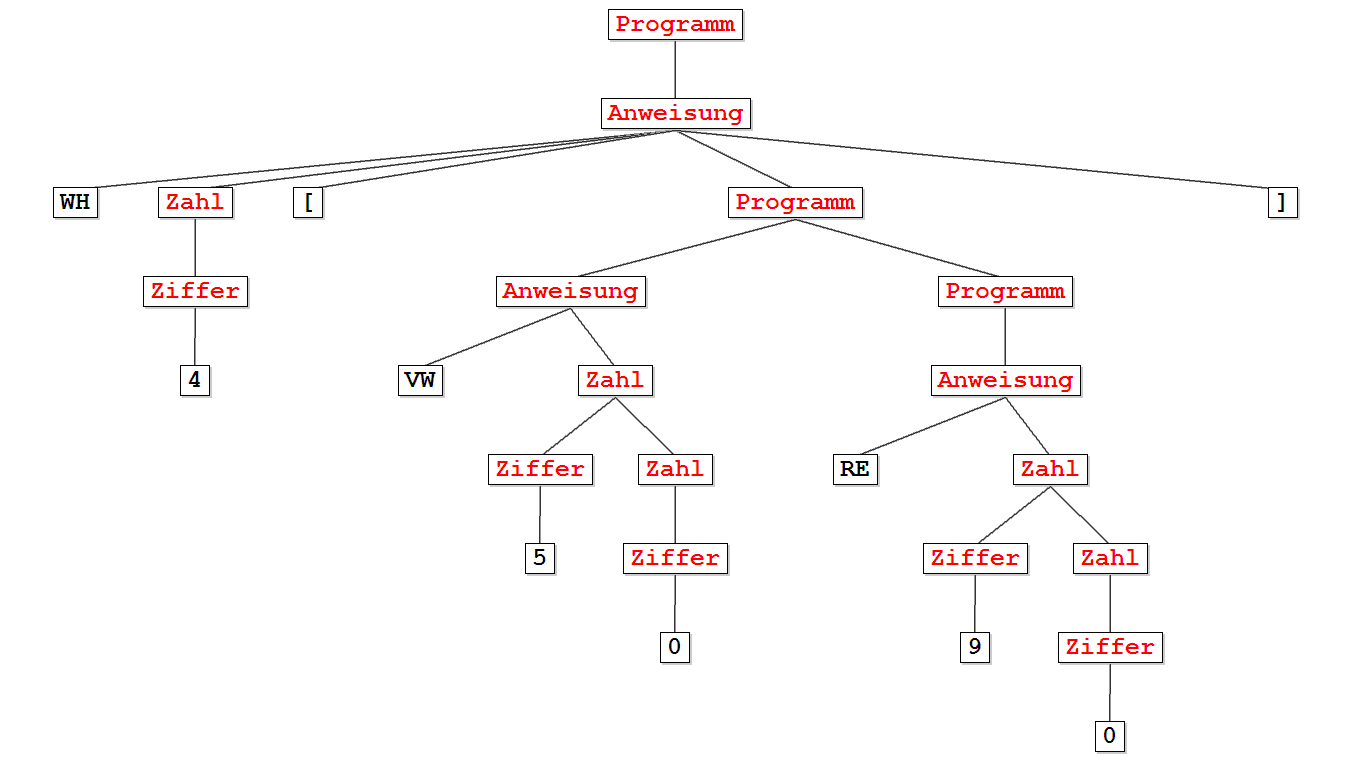 Programm
Anweisung
WH Zahl [ Programm ]
Ziffer Anweisung Programm
4 VW Zahl Anweisung
Ziffer Zahl RE Zahl
5 Ziffer Ziffer Zahl
0 9 Ziffer
0